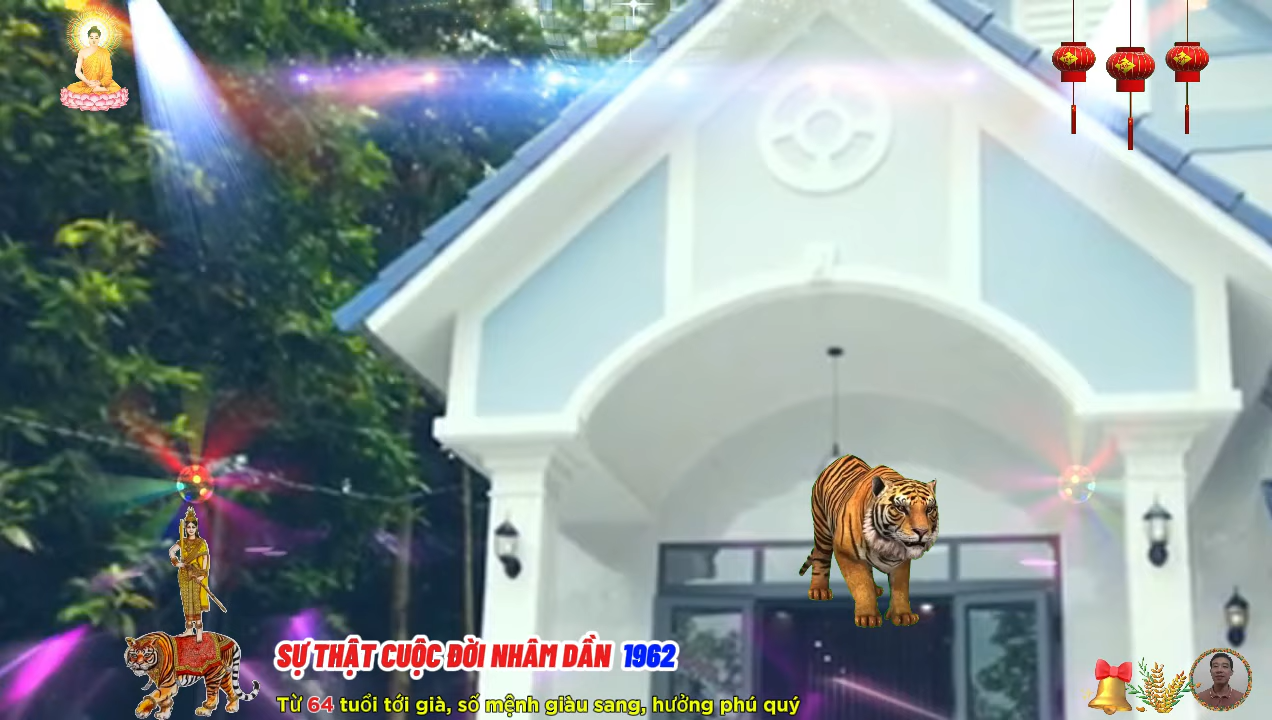 SỰ THẬT CUỘC ĐỜI NHÂM DẦN 1962
Từ 64 tuổi tới già, số mệnh giàu sang, hưởng phú quý